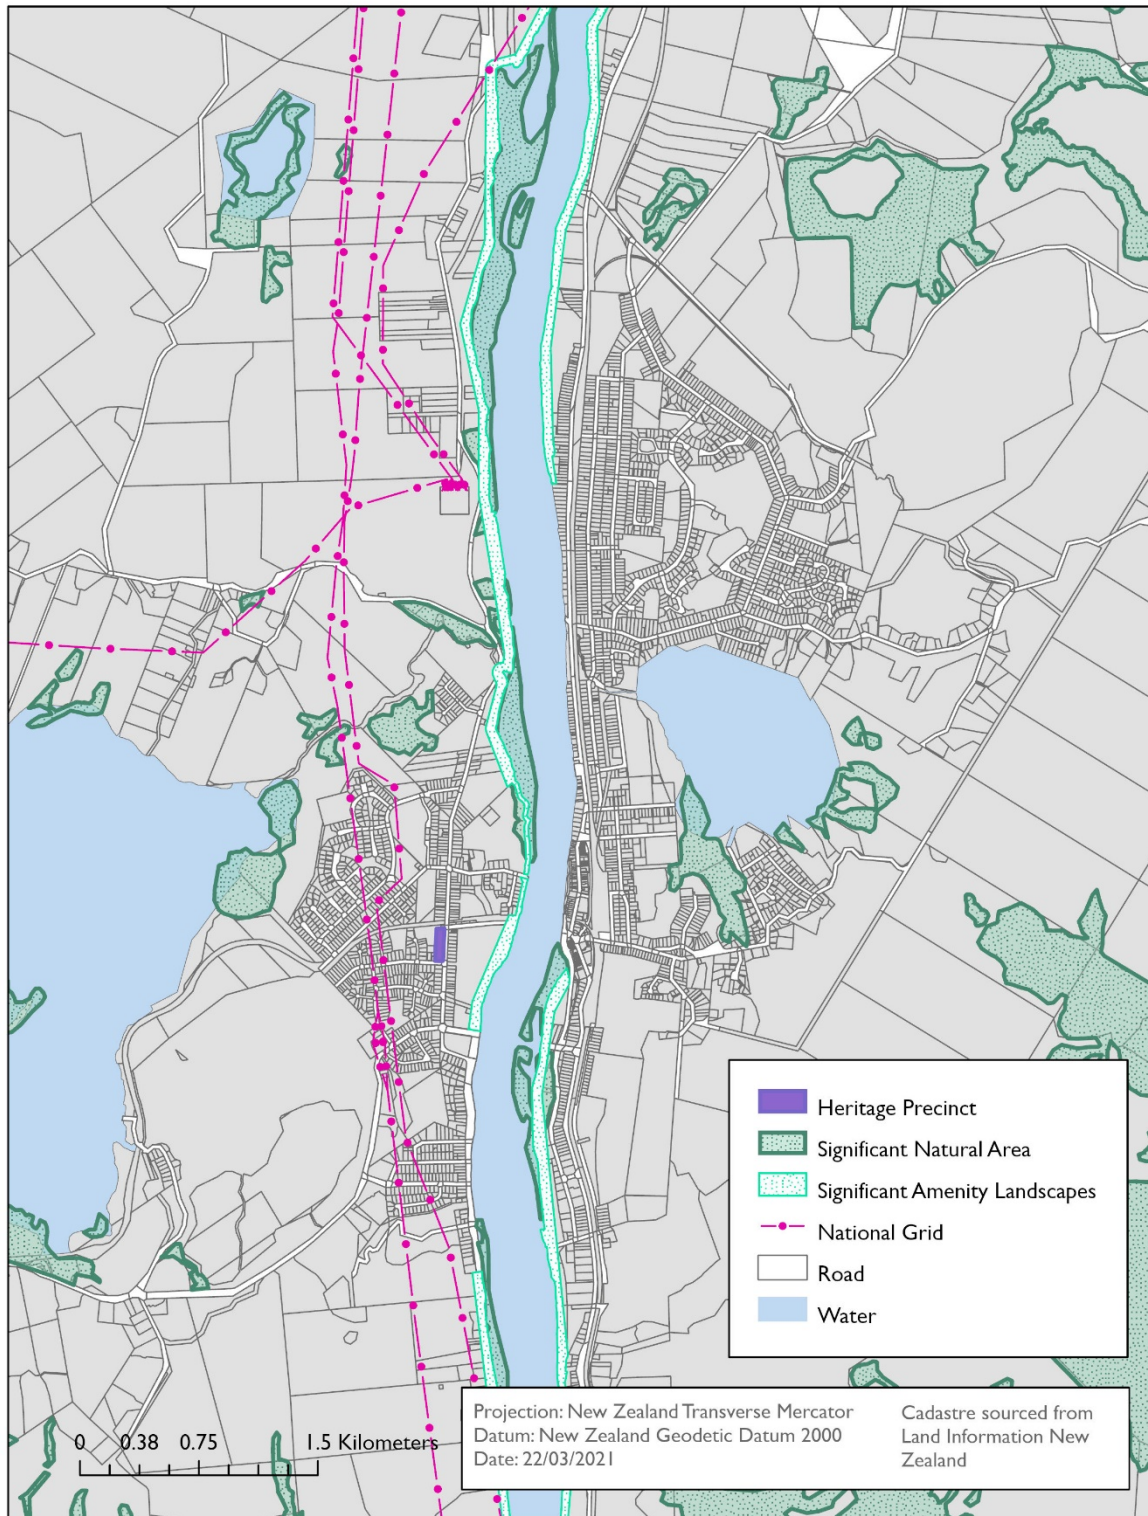 Heritage Precinct
Significant Natural Area
Significant Amenity Landscapes
National Grid
Road
Water
Projection: New Zealand Transverse Mercator
Datum: New Zealand Geodetic Datum 2000
Date: 22/03/2021
Cadastre sourced from
Land Information New
Zealand
0 0.38 0.75 1.5 Kilometers